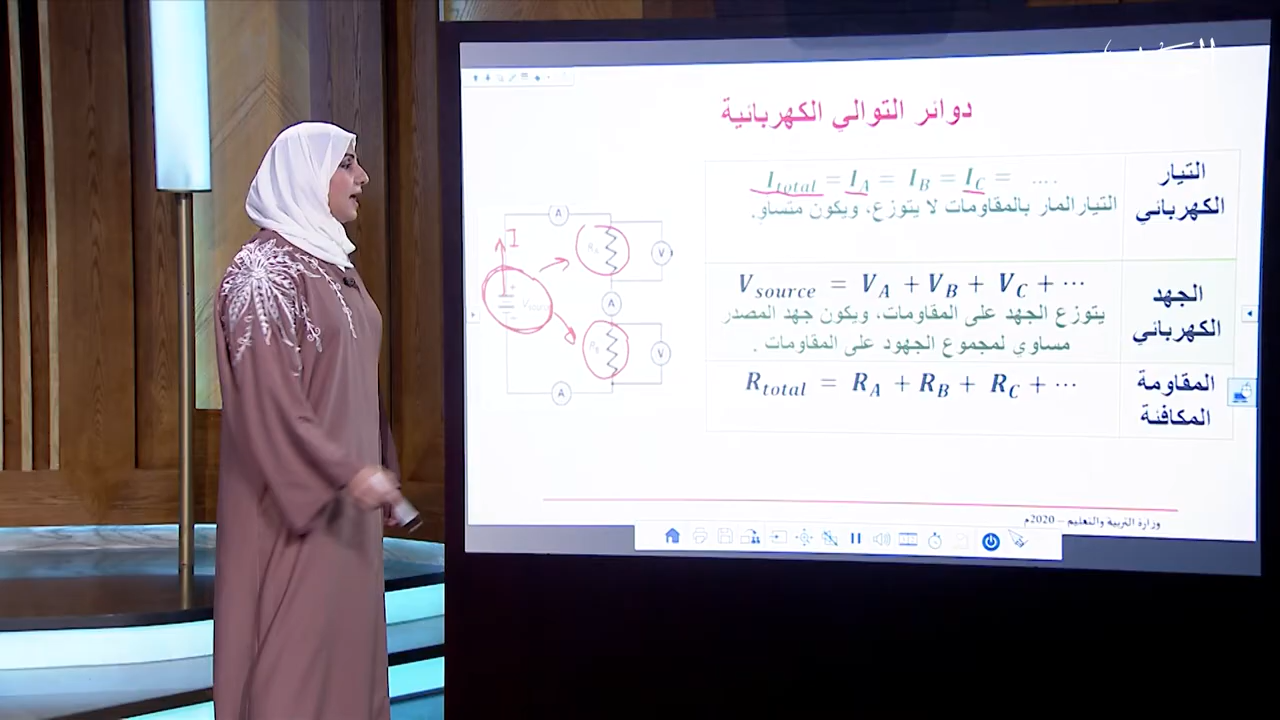 دوائر التوالي الكهربائية
التيار الكهربائي
I_total = I_A = I_B = I_C = ....
التيار المار بالمقاومات لا يتوزع، ويكون متساو.
الجهد الكهربائي
V_source = V_A + V_B + V_C + ...
يتوزع الجهد على المقاومات، ويكون جهد المصدر
مساوي لمجموع الجهود على المقاومات .
المقاومة المكافئة
R_total = R_A + R_B + R_C + ...
A
I
V
A
V
A
وزارة التربية والتعليم – 2020م